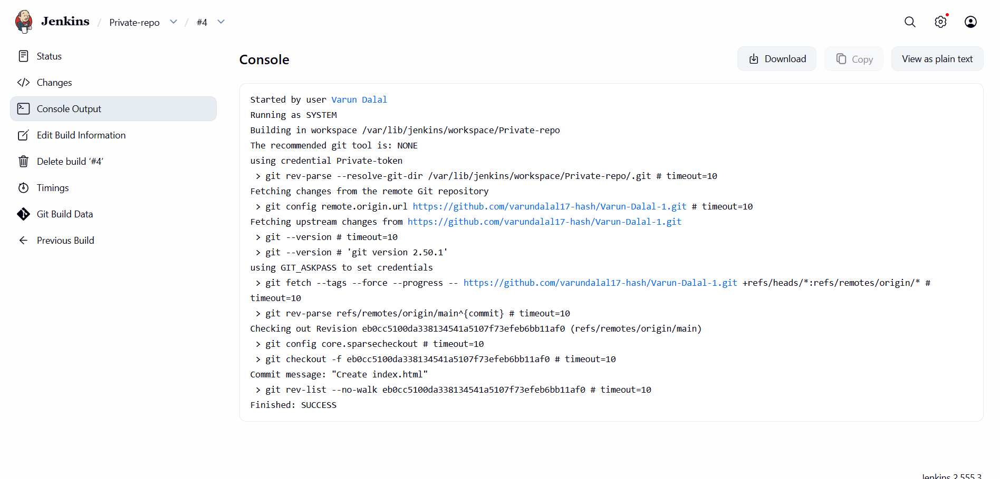 Jenkins / Private-repo / #4
Status
Changes
Console Output
Edit Build Information
Delete build ‘#4’
Timings
Git Build Data
Previous Build
Console
Download
Copy
View as plain text
Started by user Varun Dalal
Running as SYSTEM
Building in workspace /var/lib/jenkins/workspace/Private-repo
The recommended git tool is: NONE
using credential Private-token
> git rev-parse --resolve-git-dir /var/lib/jenkins/workspace/Private-repo/.git # timeout=10
Fetching changes from the remote Git repository
> git config remote.origin.url https://github.com/varundalal17-hash/Varun-Dalal-1.git # timeout=10
Fetching upstream changes from https://github.com/varundalal17-hash/Varun-Dalal-1.git
> git --version # timeout=10
> git --version # 'git version 2.50.1'
using GIT_ASKPASS to set credentials
> git fetch --tags --force --progress -- https://github.com/varundalal17-hash/Varun-Dalal-1.git +refs/heads/*:refs/remotes/origin/* #
timeout=10
> git rev-parse refs/remotes/origin/main^{commit} # timeout=10
Checking out Revision eb0cc5100da338134541a5107f73efeb6bb11af0 (refs/remotes/origin/main)
> git config core.sparsecheckout # timeout=10
> git checkout -f eb0cc5100da338134541a5107f73efeb6bb11af0 # timeout=10
Commit message: "Create index.html"
> git rev-list --no-walk eb0cc5100da338134541a5107f73efeb6bb11af0 # timeout=10
Finished: SUCCESS
Jenkins 2.555.3